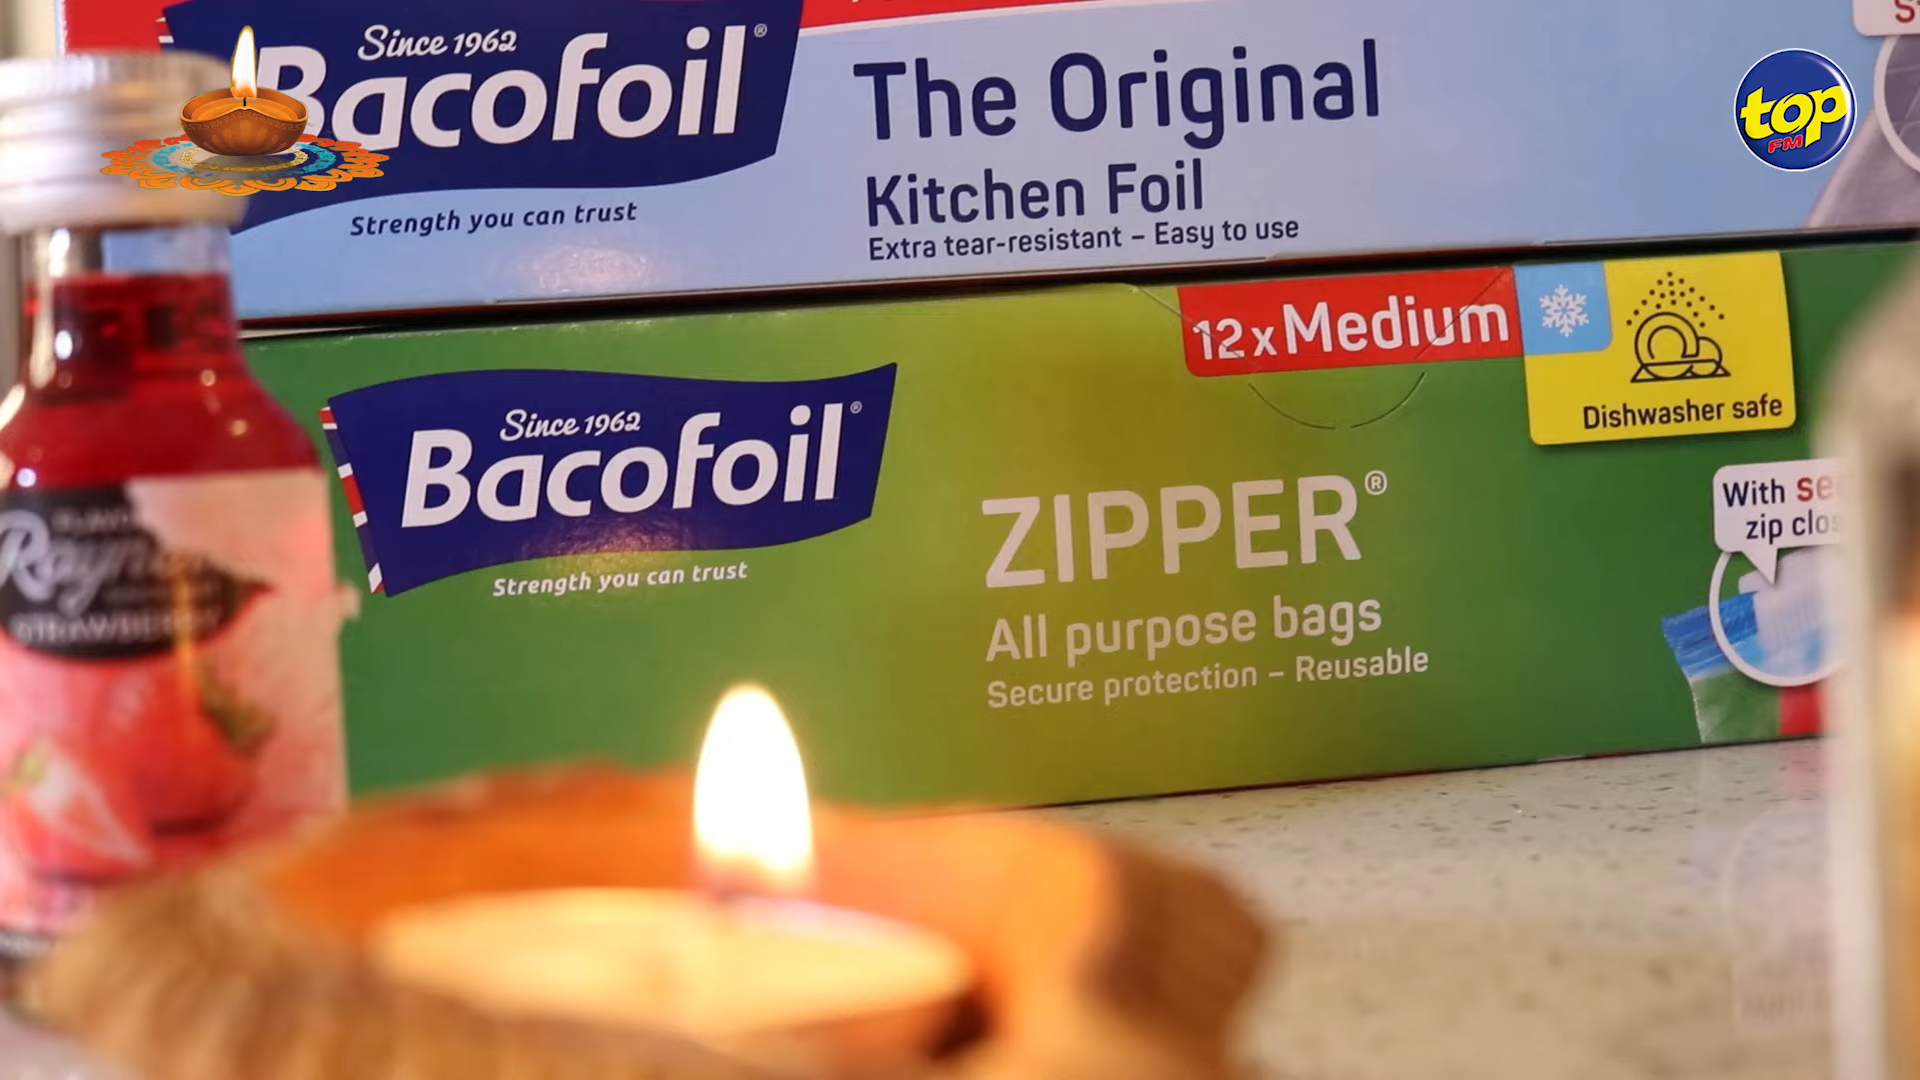 Since 1962
Bacofoil®
Strength you can trust
The Original
Kitchen Foil
Extra tear-resistant – Easy to use
top
FM
12 x Medium
Dishwasher safe
Since 1962
Bacofoil®
Strength you can trust
ZIPPER®
All purpose bags
Secure protection – Reusable
With
zip
STRAWBERRY